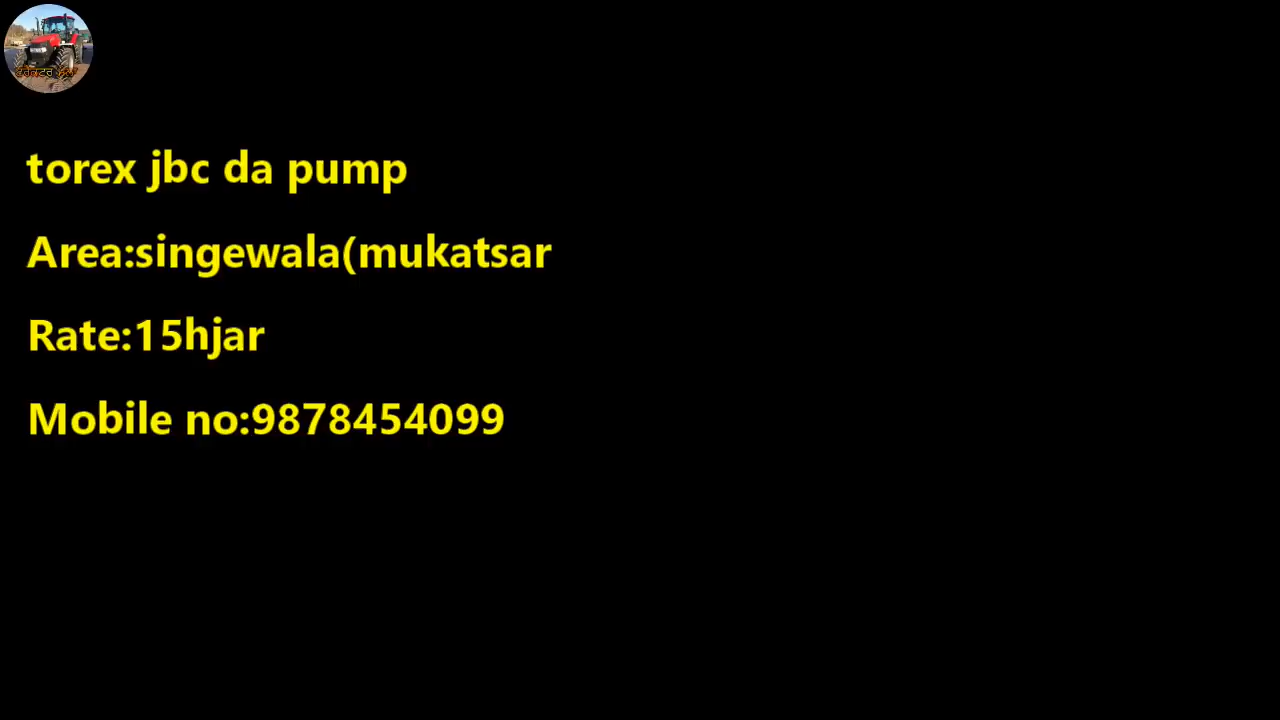 torex jbc da pump
Area:singewala(mukatsar
Rate:15hjar
Mobile no:9878454099